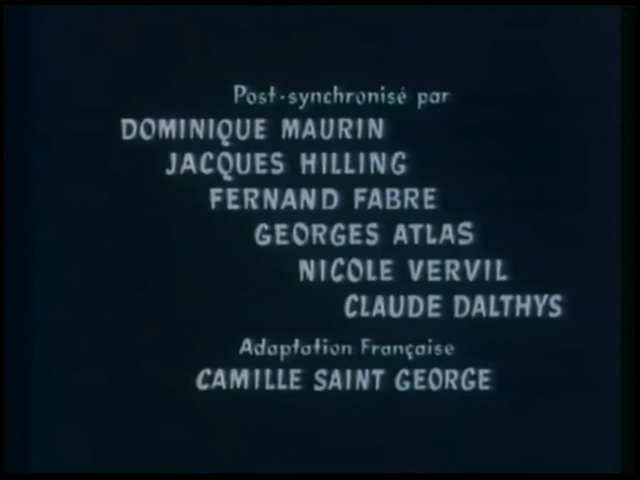 Post-synchronisé par
DOMINIQUE MAURIN
JACQUES HILLING
FERNAND FABRE
GEORGES ATLAS
NICOLE VERVIL
CLAUDE DALTHYS
Adaptation Française
CAMILLE SAINT GEORGE